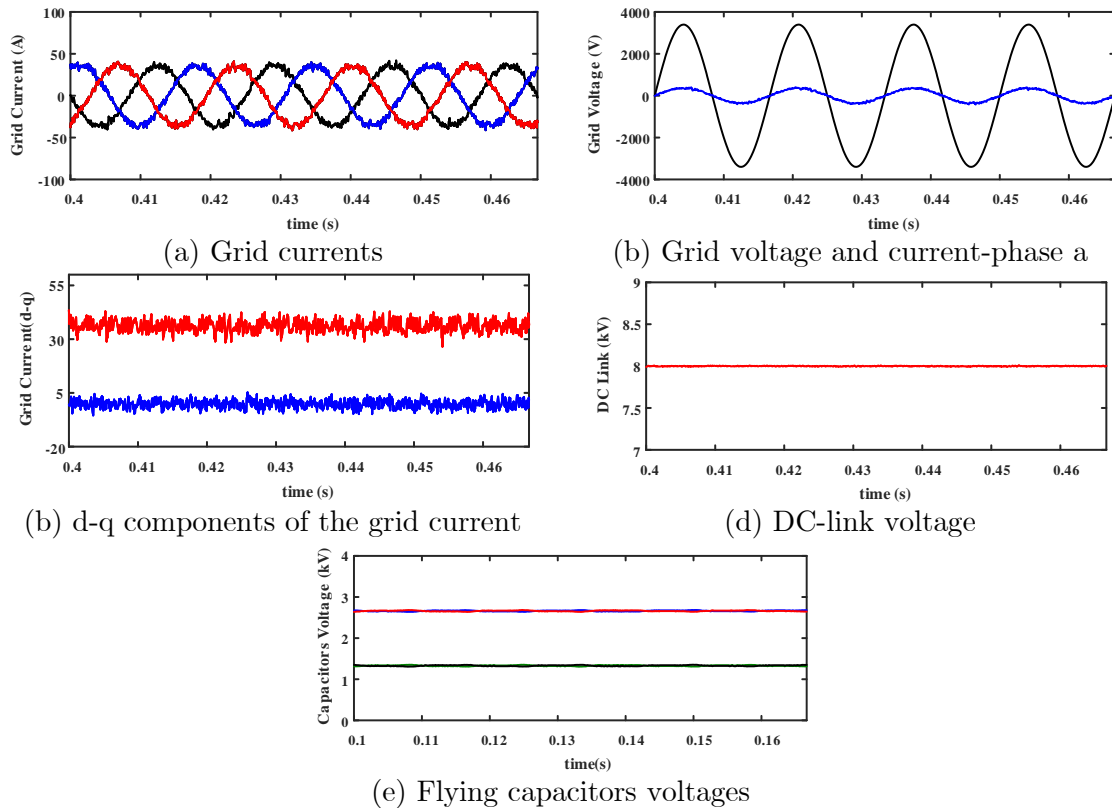 Grid Current (A)
100
50
0
-50
-100
0.4 0.41 0.42 0.43 0.44 0.45 0.46
time (s)
(a) Grid currents
Grid Voltage (V)
4000
2000
0
-2000
-4000
0.4 0.41 0.42 0.43 0.44 0.45 0.46
time (s)
(b) Grid voltage and current-phase a
Grid Current(d-q)
55
30
5
-20
0.4 0.41 0.42 0.43 0.44 0.45 0.46
time (s)
(b) d-q components of the grid current
DC Link (kV)
9
8.5
8
7.5
7
0.4 0.41 0.42 0.43 0.44 0.45 0.46
time (s)
(d) DC-link voltage
Capacitors Voltage (kV)
4
3
2
1
0
0.1 0.11 0.12 0.13 0.14 0.15 0.16
time(s)
(e) Flying capacitors voltages